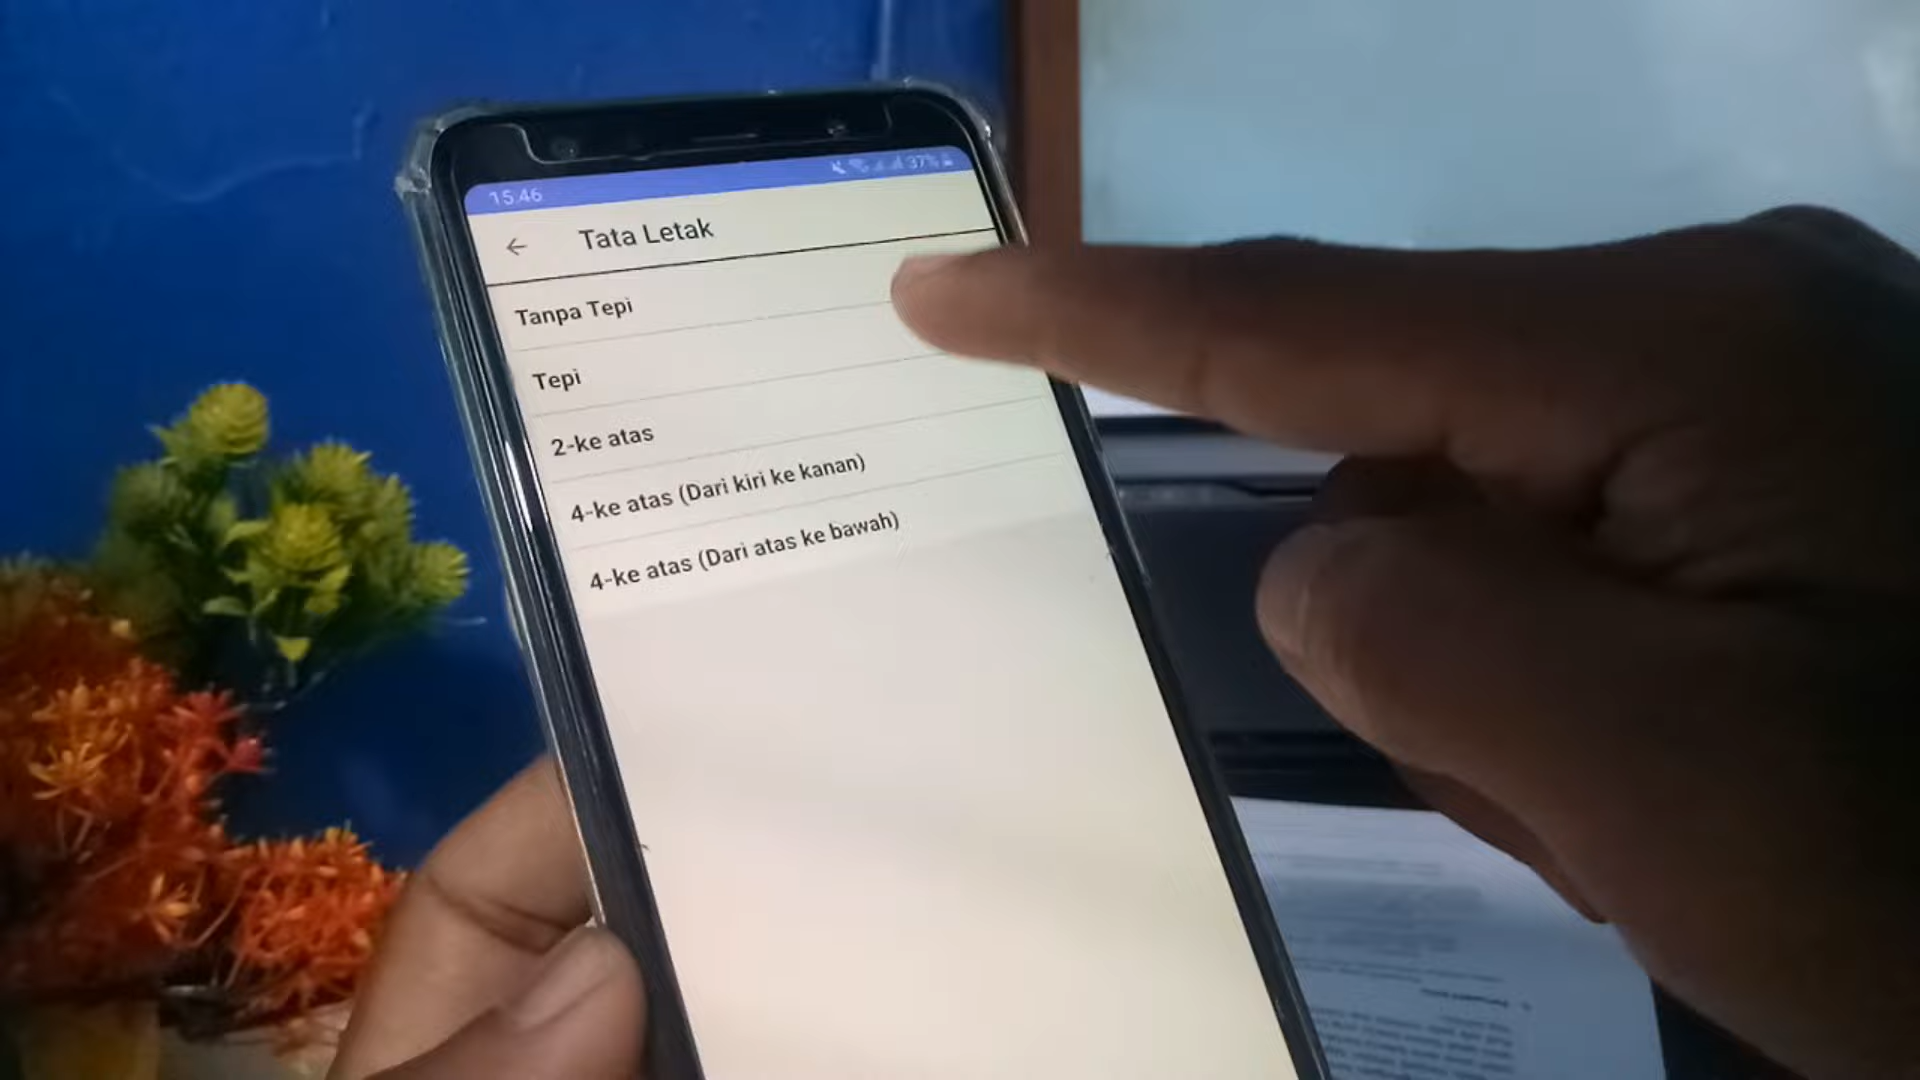 15.46
37%
Tata Letak
Tanpa Tepi
Tepi
2-ke atas
4-ke atas (Dari kiri ke kanan)
4-ke atas (Dari atas ke bawah)